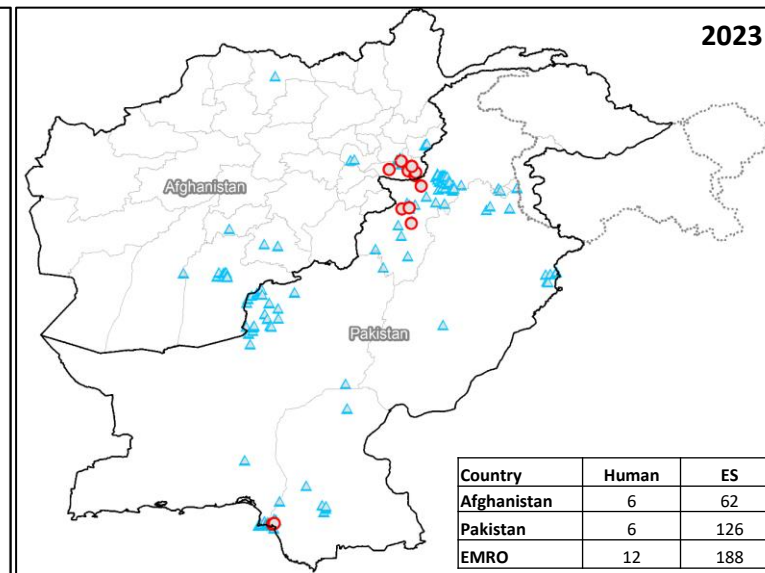 2023
Afghanistan
Pakistan
Country Human ES
Afghanistan 6 62
Pakistan 6 126
EMRO 12 188